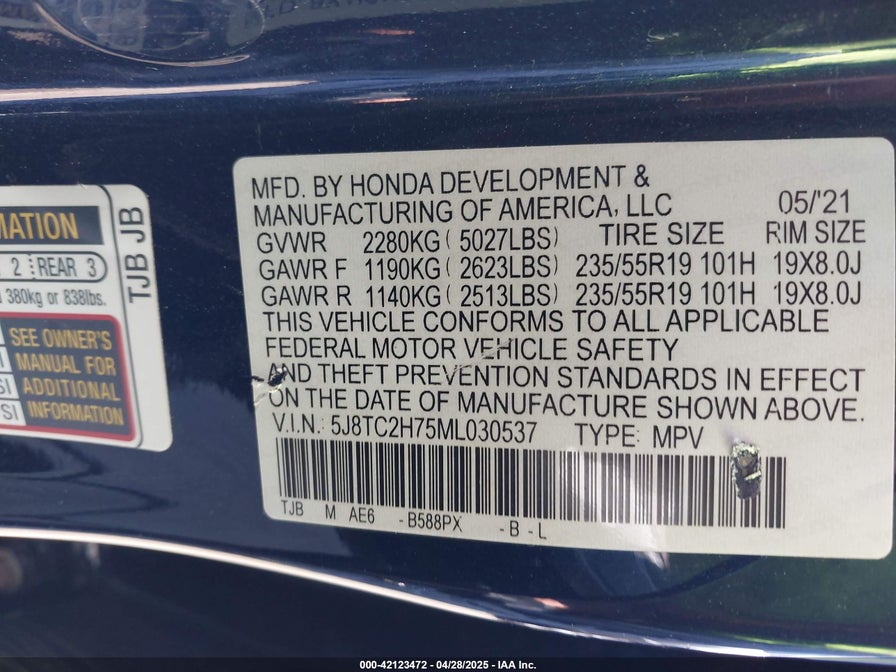 MATION
2 REAR 3
380kg or 838lbs.
SEE OWNER'S
MANUAL FOR
ADDITIONAL
INFORMATION
SI
SI
TJB JB
MFD. BY HONDA DEVELOPMENT &
MANUFACTURING OF AMERICA, LLC 05/'21
GVWR 2280KG ( 5027LBS) TIRE SIZE RIM SIZE
GAWR F 1190KG ( 2623LBS) 235/55R19 101H 19X8.0J
GAWR R 1140KG ( 2513LBS) 235/55R19 101H 19X8.0J
THIS VEHICLE CONFORMS TO ALL APPLICABLE
FEDERAL MOTOR VEHICLE SAFETY
AND THEFT PREVENTION STANDARDS IN EFFECT
ON THE DATE OF MANUFACTURE SHOWN ABOVE.
V.I.N.: 5J8TC2H75ML030537 TYPE: MPV
TJB M AE6 -B588PX -B-L
000-42123472 - 04/28/2025 - IAA Inc.